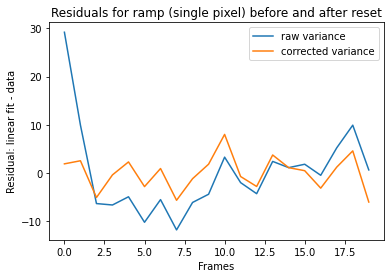 Residuals for ramp (single pixel) before and after reset
raw variance
corrected variance
Residual: linear fit - data
30
20
10
0
−10
0.0 2.5 5.0 7.5 10.0 12.5 15.0 17.5
Frames